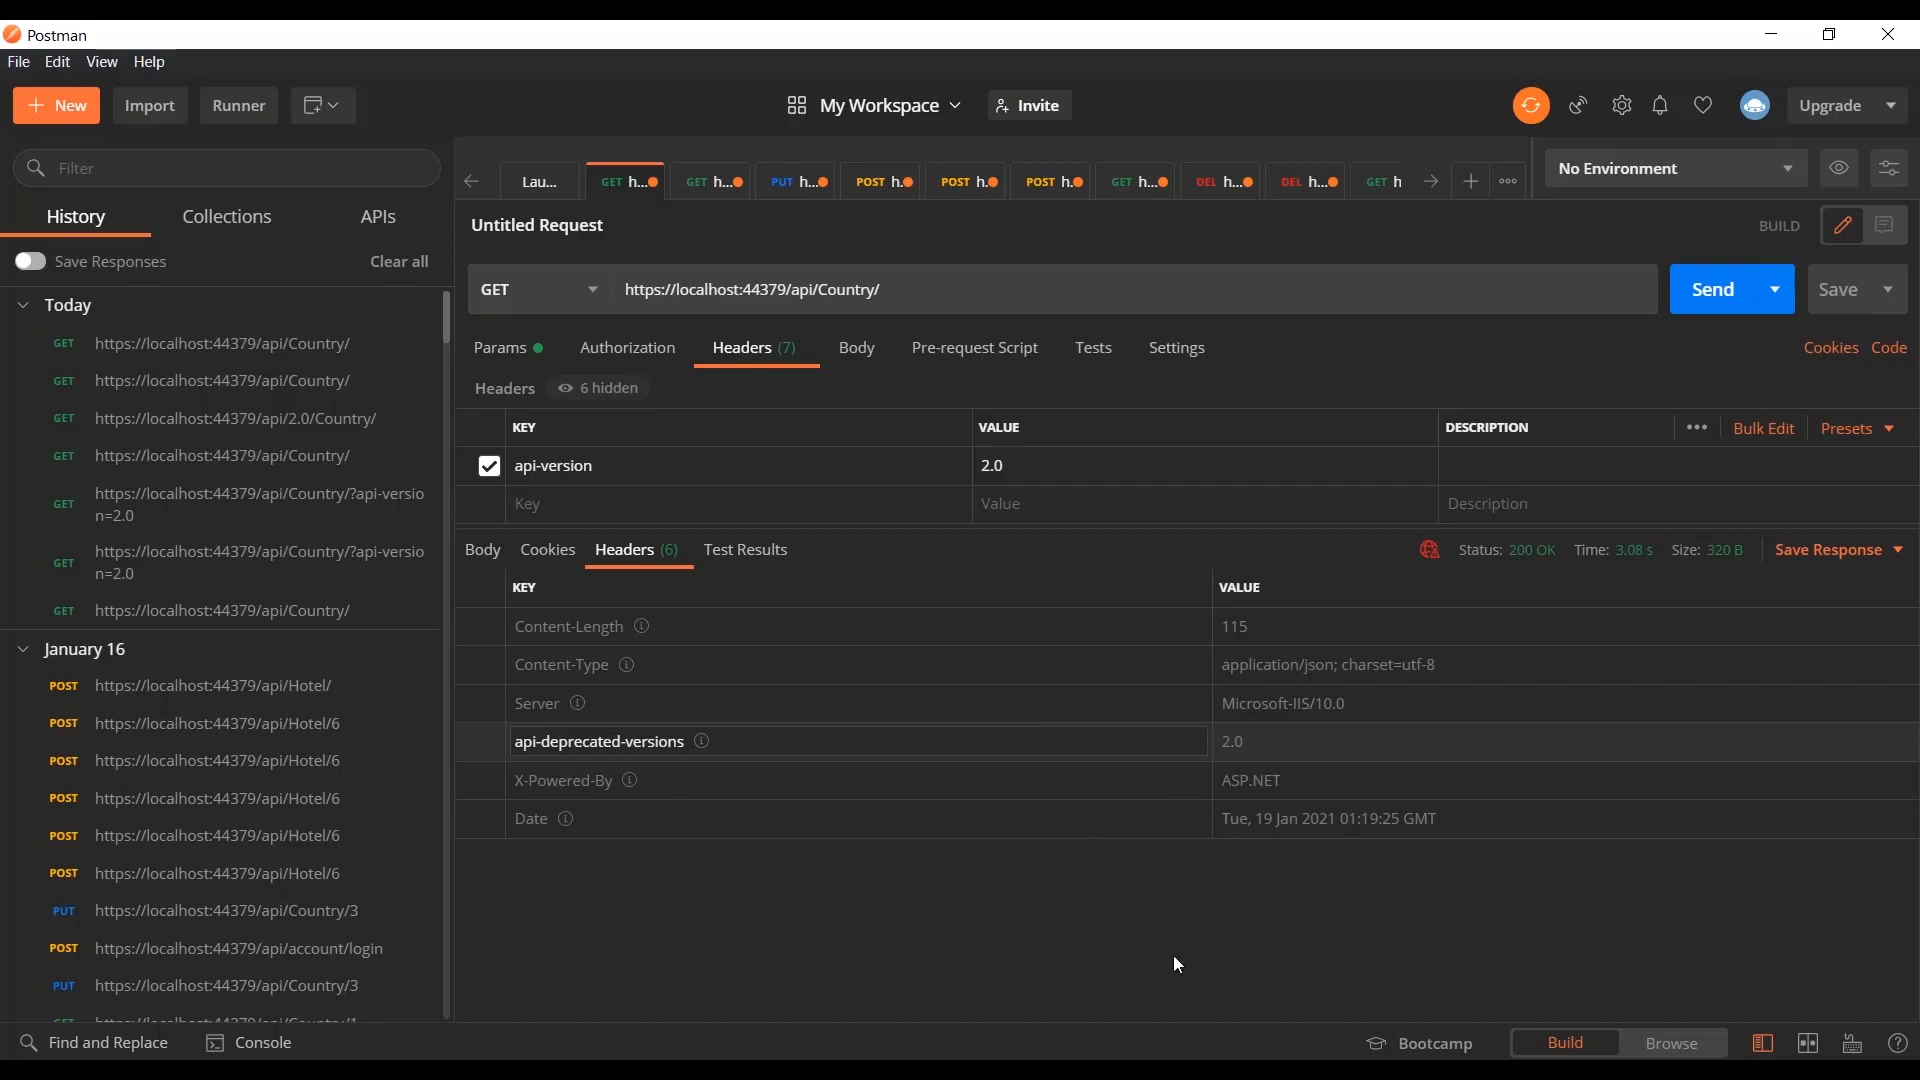 Postman
File Edit View Help
New Import Runner My Workspace Invite Upgrade
Filter
Lau... GET h... GET h... PUT h... POST h. POST h. POST h. GET h... DEL h... DEL h... GET h No Environment
History Collections APIs
Untitled Request BUILD
Save Responses Clear all
GET https://localhost:44379/api/Country/ Send Save
Today
GET https://localhost:44379/api/Country/
GET https://localhost:44379/api/Country/
GET https://localhost:44379/api/2.0/Country/
GET https://localhost:44379/api/Country/
GET https://localhost:44379/api/Country/?api-versio
n=2.0
GET https://localhost:44379/api/Country/?api-versio
n=2.0
GET https://localhost:44379/api/Country/
January 16
POST https://localhost:44379/api/Hotel/
POST https://localhost:44379/api/Hotel/6
POST https://localhost:44379/api/Hotel/6
POST https://localhost:44379/api/Hotel/6
POST https://localhost:44379/api/Hotel/6
POST https://localhost:44379/api/Hotel/6
PUT https://localhost:44379/api/Country/3
POST https://localhost:44379/api/account/login
PUT https://localhost:44379/api/Country/3
Params Authorization Headers (7) Body Pre-request Script Tests Settings Cookies Code
Headers 6 hidden
KEY VALUE DESCRIPTION Bulk Edit Presets
api-version 2.0
Key Value Description
Body Cookies Headers (6) Test Results Status: 200 OK Time: 3.08 s Size: 320 B Save Response
KEY VALUE
Content-Length 115
Content-Type application/json; charset=utf-8
Server Microsoft-IIS/10.0
api-deprecated-versions 2.0
X-Powered-By ASP.NET
Date Tue, 19 Jan 2021 01:19:25 GMT
Find and Replace Console Bootcamp Build Browse